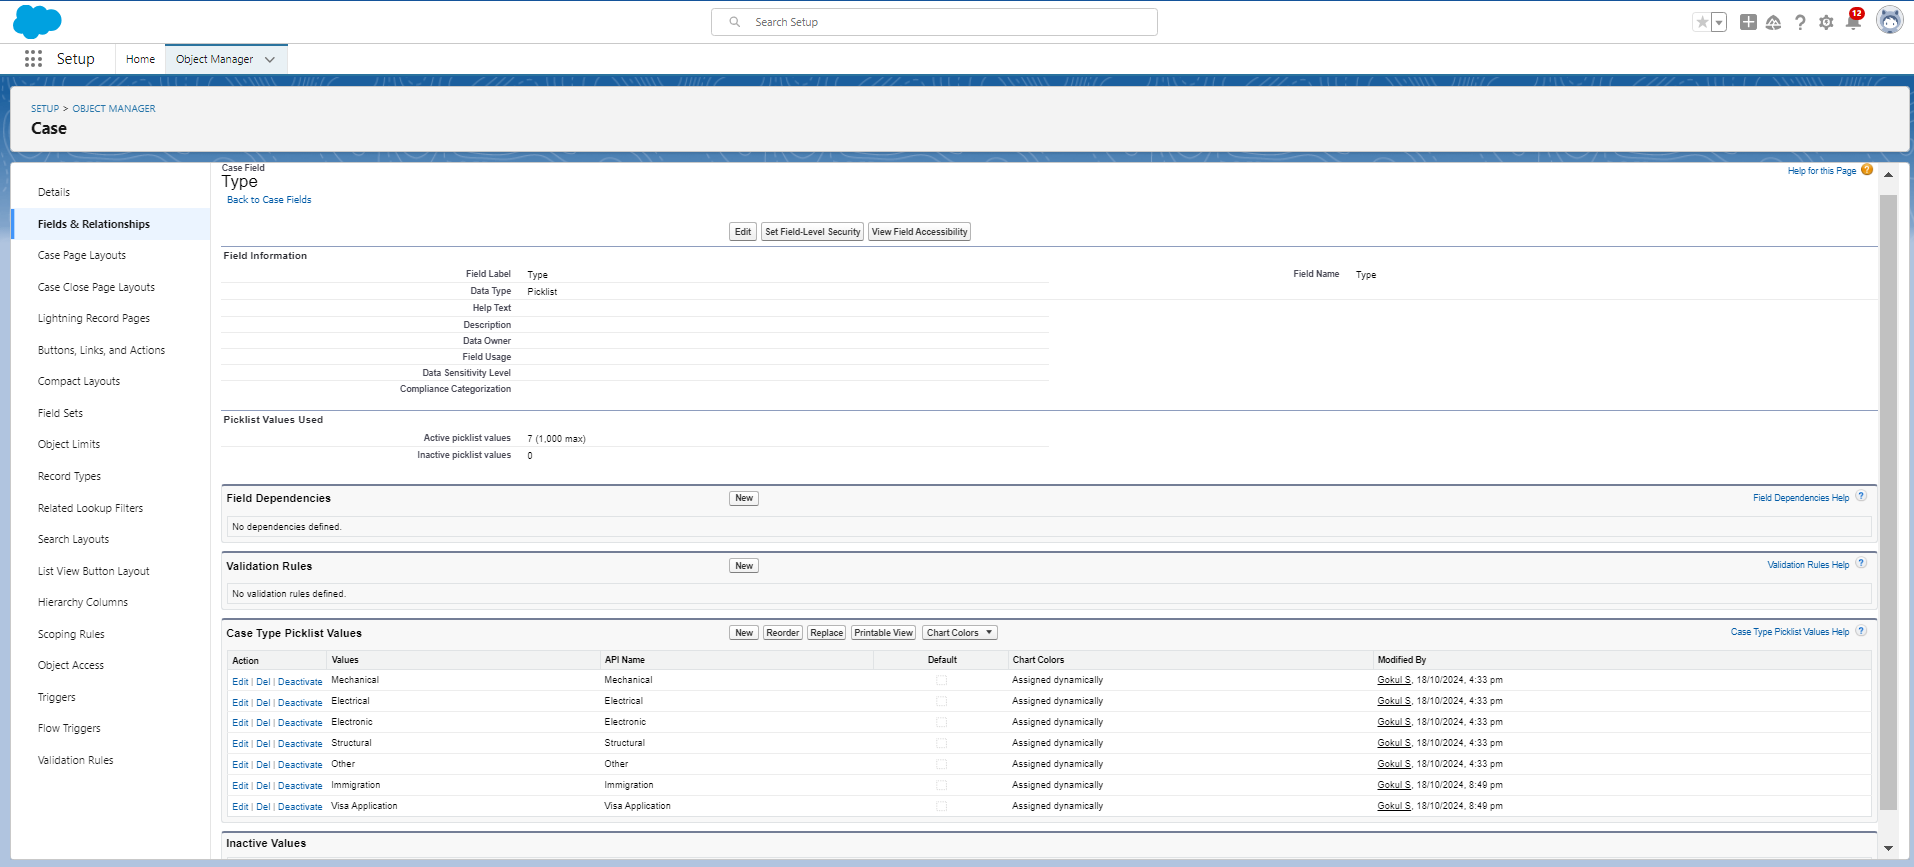 Search Setup
12
Setup
Home
Object Manager
SETUP > OBJECT MANAGER
Case
Details
Fields & Relationships
Case Page Layouts
Case Close Page Layouts
Lightning Record Pages
Buttons, Links, and Actions
Compact Layouts
Field Sets
Object Limits
Record Types
Related Lookup Filters
Search Layouts
List View Button Layout
Hierarchy Columns
Scoping Rules
Object Access
Triggers
Flow Triggers
Validation Rules
Case Field
Type
Help for this Page ?
Back to Case Fields
Edit Set Field-Level Security View Field Accessibility
Field Information
Field Label Type Field Name Type
Data Type Picklist
Help Text
Description
Data Owner
Field Usage
Data Sensitivity Level
Compliance Categorization
Picklist Values Used
Active picklist values 7 (1,000 max)
Inactive picklist values 0
Field Dependencies New Field Dependencies Help ?
No dependencies defined.
Validation Rules New Validation Rules Help ?
No validation rules defined.
Case Type Picklist Values New Reorder Replace Printable View Chart Colors Case Type Picklist Values Help ?
Action Values API Name Default Chart Colors Modified By
Edit | Del | Deactivate Mechanical Mechanical Assigned dynamically Gokul S, 18/10/2024, 4:33 pm
Edit | Del | Deactivate Electrical Electrical Assigned dynamically Gokul S, 18/10/2024, 4:33 pm
Edit | Del | Deactivate Electronic Electronic Assigned dynamically Gokul S, 18/10/2024, 4:33 pm
Edit | Del | Deactivate Structural Structural Assigned dynamically Gokul S, 18/10/2024, 4:33 pm
Edit | Del | Deactivate Other Other Assigned dynamically Gokul S, 18/10/2024, 4:33 pm
Edit | Del | Deactivate Immigration Immigration Assigned dynamically Gokul S, 18/10/2024, 8:49 pm
Edit | Del | Deactivate Visa Application Visa Application Assigned dynamically Gokul S, 18/10/2024, 8:49 pm
Inactive Values